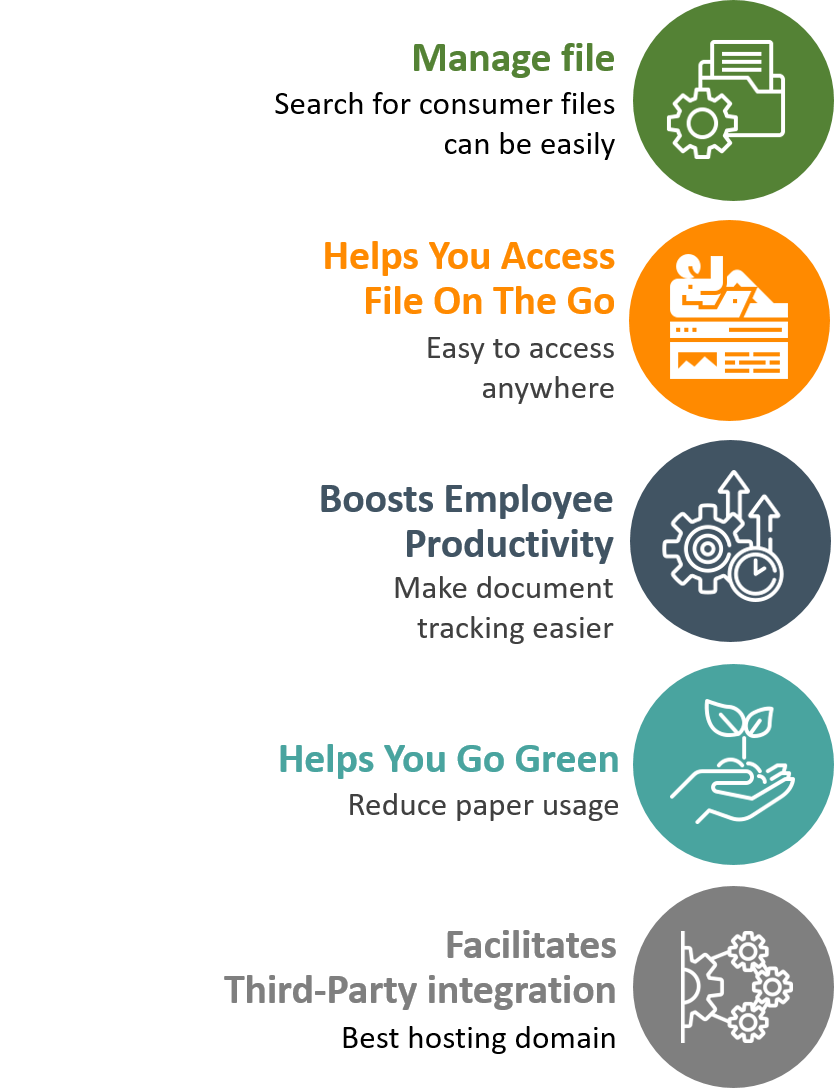 Manage file
Search for consumer files
can be easily
Helps You Access
File On The Go
Easy to access
anywhere
Boosts Employee
Productivity
Make document
tracking easier
Helps You Go Green
Reduce paper usage
Facilitates
Third-Party integration
Best hosting domain